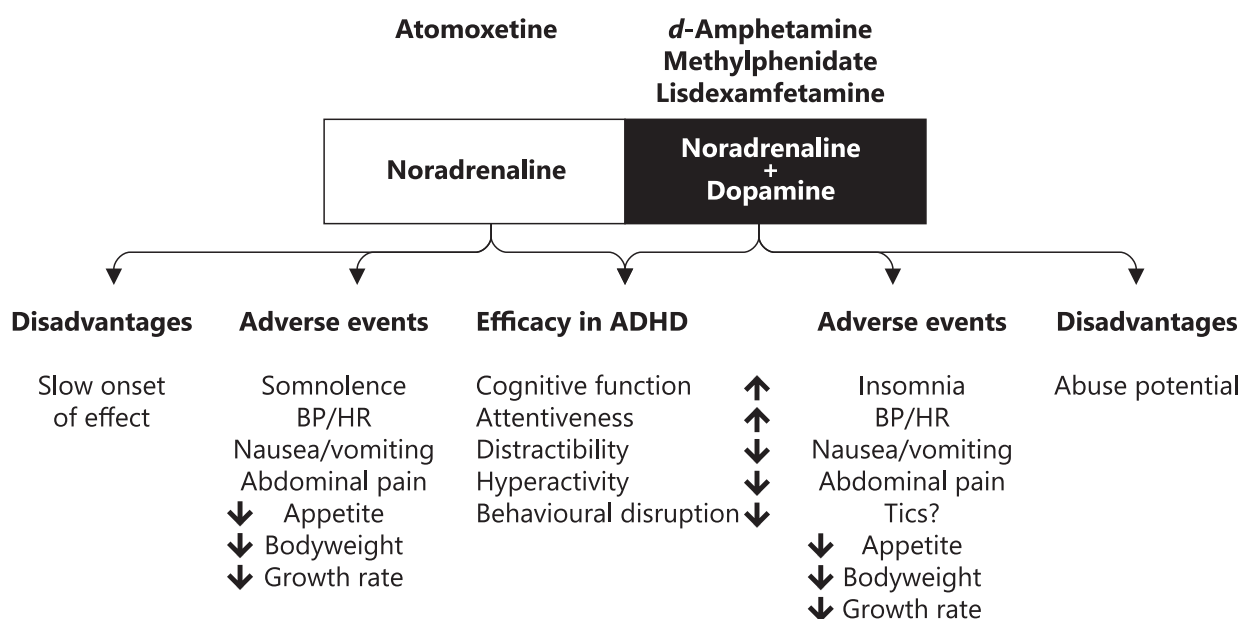 Atomoxetine
d-Amphetamine
Methylphenidate
Lisdexamfetamine
Noradrenaline
Noradrenaline
+
Dopamine
Disadvantages
Slow onset
of effect
Adverse events
Somnolence
BP/HR
Nausea/vomiting
Abdominal pain
↓ Appetite
↓ Bodyweight
↓ Growth rate
Efficacy in ADHD
Cognitive function ↑
Attentiveness ↑
Distractibility ↓
Hyperactivity ↓
Behavioural disruption ↓
Adverse events
Insomnia
BP/HR
Nausea/vomiting
Abdominal pain
Tics?
↓ Appetite
↓ Bodyweight
↓ Growth rate
Disadvantages
Abuse potential